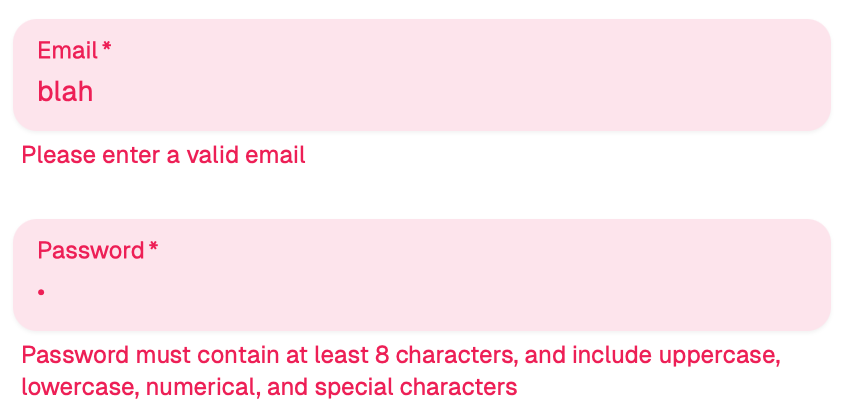 Email*
blah
Please enter a valid email
Password*
•
Password must contain at least 8 characters, and include uppercase,
lowercase, numerical, and special characters